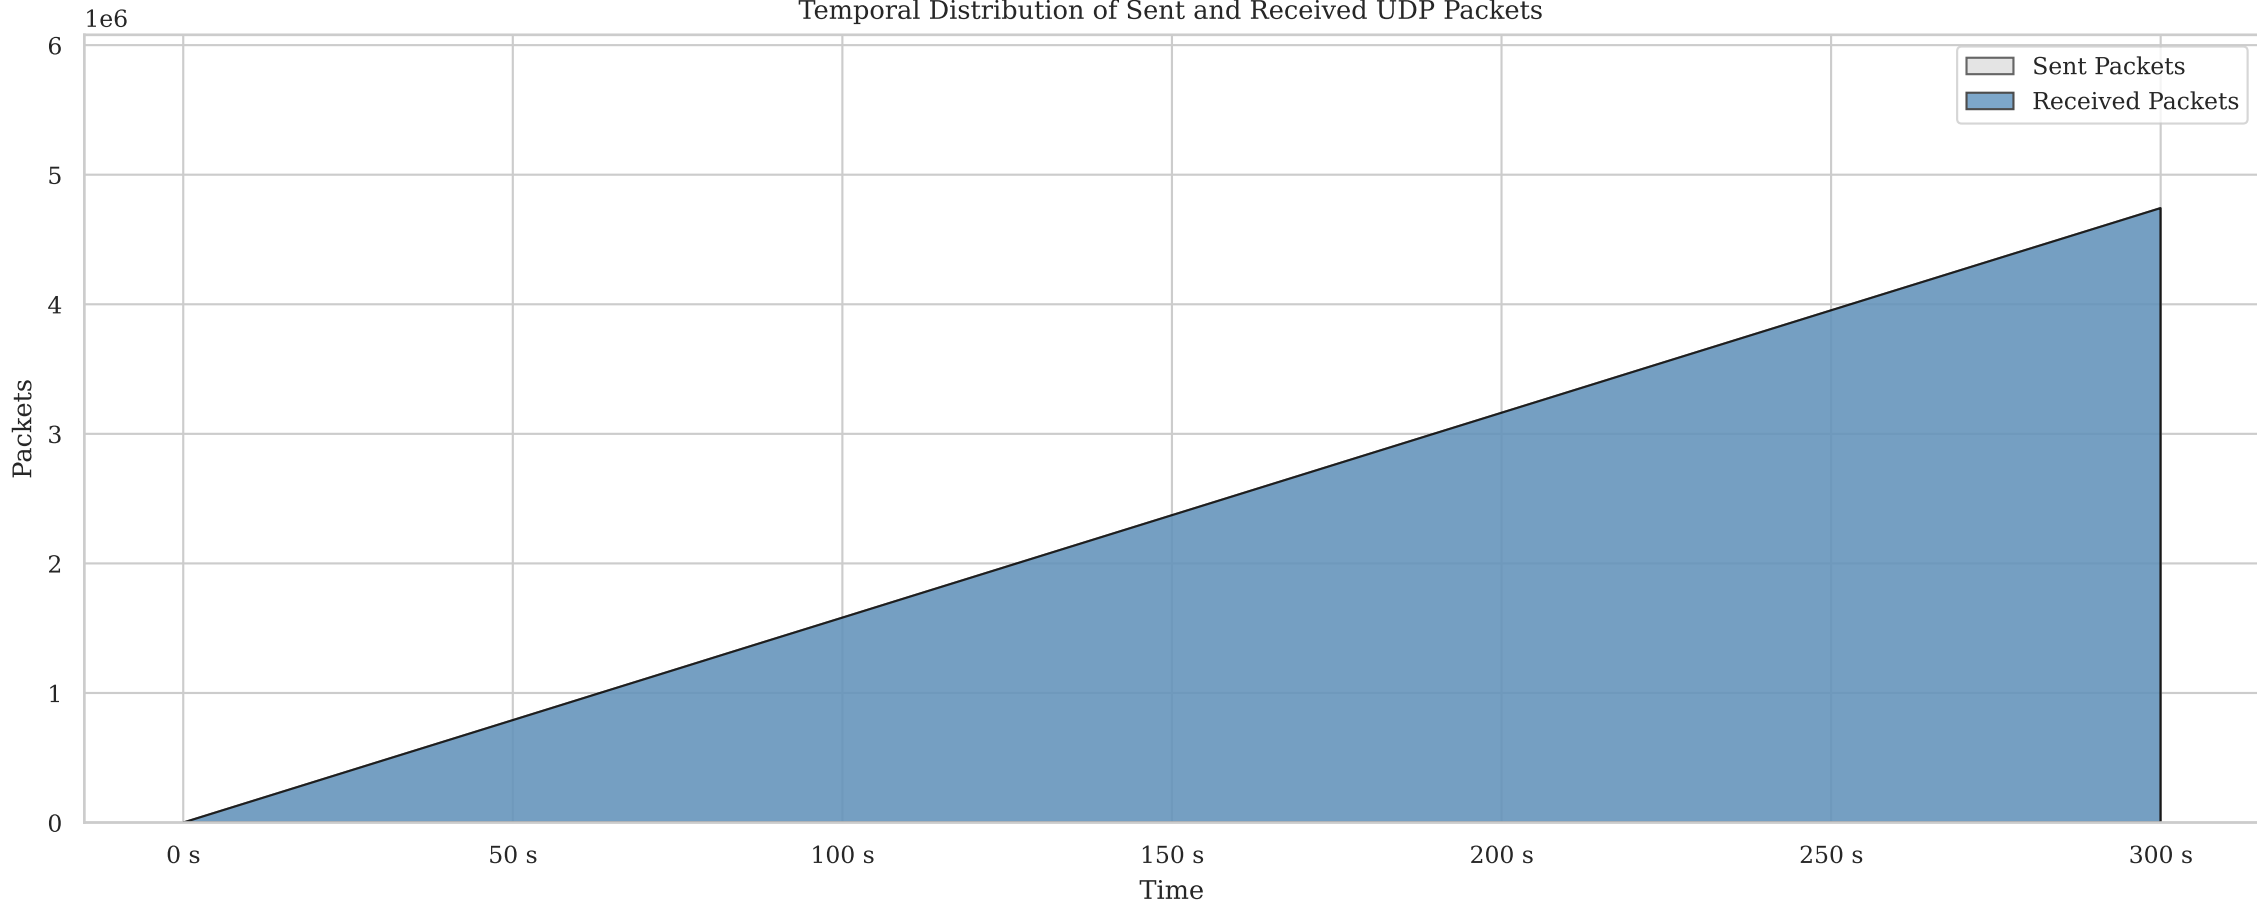 Temporal Distribution of Sent and Received UDP Packets
1e6
6
5
4
3
2
1
0
Packets
Sent Packets
Received Packets
0 s
50 s
100 s
150 s
200 s
250 s
300 s
Time